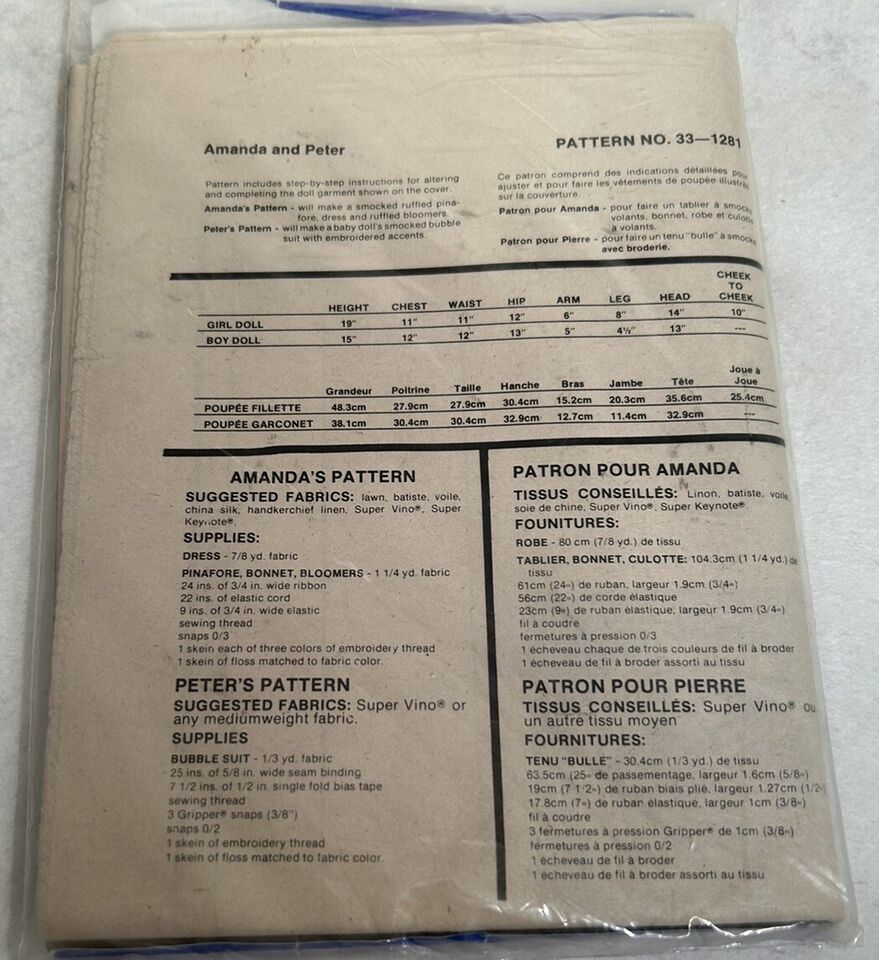 Amanda and Peter
PATTERN NO. 33—1281
Pattern includes step-by-step instructions for altering
and completing the doll garment shown on the cover.
Amanda's Pattern - will make a smocked ruffled pina-
fore, dress and ruffled bloomers.
Peter's Pattern - will make a baby doll's smocked bubble
suit with embroidered accents.
Ce patron comprend des indications détaillées pour
ajuster et pour faire les vêtements de poupée illustrés
sur la couverture.
Patron pour Amanda - pour faire un tablier à smocks,
volants, bonnet, robe et culotte
à volants.
Patron pour Pierre - pour faire un tenu "bulle" à smocks
avec broderie.
HEIGHT CHEST WAIST HIP ARM LEG HEAD CHEEK TO CHEEK
GIRL DOLL 19" 11" 11" 12" 6" 8" 14" 10"
BOY DOLL 15" 12" 12" 13" 5" 4½" 13" ---
Grandeur Poitrine Taille Hanche Bras Jambe Tête Joue à Joue
POUPÉE FILLETTE 48.3cm 27.9cm 27.9cm 30.4cm 15.2cm 20.3cm 35.6cm 25.4cm
POUPÉE GARCONET 38.1cm 30.4cm 30.4cm 32.9cm 12.7cm 11.4cm 32.9cm ---
AMANDA'S PATTERN
SUGGESTED FABRICS: lawn, batiste, voile,
china silk, handkerchief linen, Super Vino®, Super
Keynote®.
SUPPLIES:
DRESS - 7/8 yd. fabric
PINAFORE, BONNET, BLOOMERS - 1 1/4 yd. fabric
24 ins. of 3/4 in. wide ribbon
22 ins. of elastic cord
9 ins. of 3/4 in. wide elastic
sewing thread
snaps 0/3
1 skein each of three colors of embroidery thread
1 skein of floss matched to fabric color.
PETER'S PATTERN
SUGGESTED FABRICS: Super Vino® or
any mediumweight fabric.
SUPPLIES
BUBBLE SUIT - 1/3 yd. fabric
25 ins. of 5/8 in. wide seam binding
7 1/2 ins. of 1/2 in. single fold bias tape
sewing thread
3 Gripper® snaps (3/8")
snaps 0/2
1 skein of embroidery thread
1 skein of floss matched to fabric color.
PATRON POUR AMANDA
TISSUS CONSEILLÉS: Linon, batiste, voile,
soie de chine, Super Vino®, Super Keynote®.
FOUNITURES:
ROBE - 80 cm (7/8 yd.) de tissu
TABLIER, BONNET, CULOTTE: 104.3cm (1 1/4 yd.) de
tissu
61cm (24") de ruban, largeur 1.9cm (3/4")
56cm (22") de corde élastique
23cm (9") de ruban élastique, largeur 1.9cm (3/4")
fil à coudre
fermetures à pression 0/3
1 écheveau chaque de trois couleurs de fil à broder
1 écheveau de fil à broder assorti au tissu
PATRON POUR PIERRE
TISSUS CONSEILLÉS: Super Vino® ou
un autre tissu moyen
FOURNITURES:
TENU "BULLE" - 30.4cm (1/3 yd.) de tissu
63.5cm (25" de passementage, largeur 1.6cm (5/8")
19cm (7 1/2") de ruban biais plié, largeur 1.27cm (1/2")
17.8cm (7") de ruban élastique, largeur 1cm (3/8")
fil à coudre
3 fermetures à pression Gripper® de 1cm (3/8")
fermetures à pression 0/2
1 écheveau de fil à broder
1 écheveau de fil à broder assorti au tissu